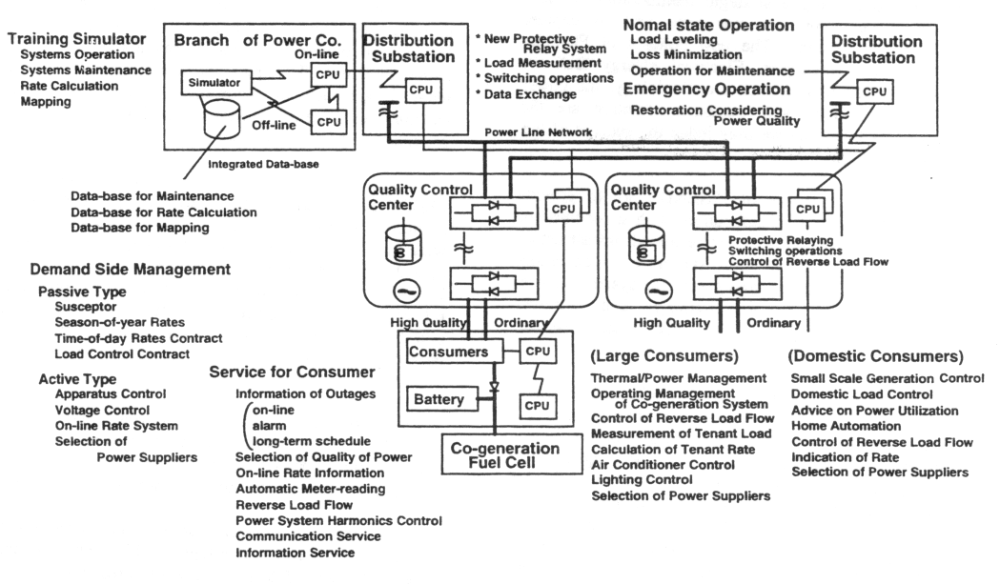 Training Simulator
Systems Operation
Systems Maintenance
Rate Calculation
Mapping
Branch of Power Co.
On-line
CPU
Simulator
Off-line
CPU
Integrated Data-base
Data-base for Maintenance
Data-base for Rate Calculation
Data-base for Mapping
Distribution
Substation
CPU
* New Protective
Relay System
* Load Measurement
* Switching operations
* Data Exchange
Power Line Network
Nomal state Operation
Load Leveling
Loss Minimization
Operation for Maintenance
Emergency Operation
Restoration Considering
Power Quality
Distribution
Substation
CPU
Quality Control
Center
CPU
High Quality
Ordinary
Quality Control
Center
CPU
Protective Relaying
Switching operations
Control of Reverse Load Flow
High Quality
Ordinary
Demand Side Management
Passive Type
Susceptor
Season-of-year Rates
Time-of-day Rates Contract
Load Control Contract
Active Type
Apparatus Control
Voltage Control
On-line Rate System
Selection of
Power Suppliers
Service for Consumer
Information of Outages
on-line
alarm
long-term schedule
Selection of Quality of Power
On-line Rate Information
Automatic Meter-reading
Reverse Load Flow
Power System Harmonics Control
Communication Service
Information Service
Consumers
CPU
Battery
CPU
Co-generation
Fuel Cell
(Large Consumers)
Thermal/Power Management
Operating Management
of Co-generation System
Control of Reverse Load Flow
Measurement of Tenant Load
Calculation of Tenant Rate
Air Conditioner Control
Lighting Control
Selection of Power Suppliers
(Domestic Consumers)
Small Scale Generation Control
Domestic Load Control
Advice on Power Utilization
Home Automation
Control of Reverse Load Flow
Indication of Rate
Selection of Power Suppliers